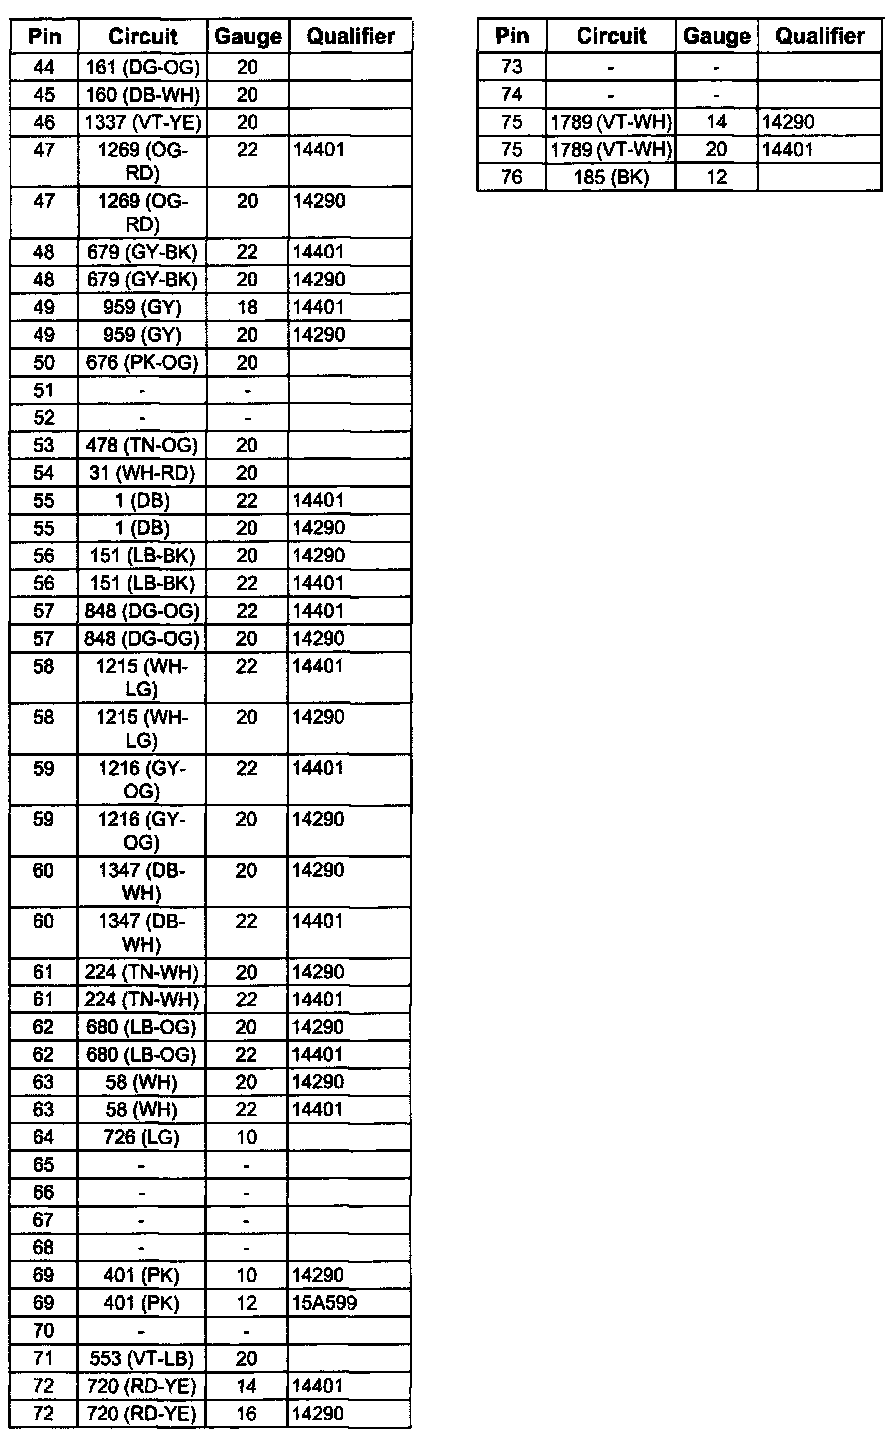 Pin Circuit Gauge Qualifier
44 161 (DG-OG) 20
45 160 (DB-WH) 20
46 1337 (VT-YE) 20
47 1269 (OG- 22 14401
RD)
47 1269 (OG- 20 14290
RD)
48 679 (GY-BK) 22 14401
48 679 (GY-BK) 20 14290
49 959 (GY) 18 14401
49 959 (GY) 20 14290
50 676 (PK-OG) 20
51 - -
52 - -
53 478 (TN-OG) 20
54 31 (WH-RD) 20
55 1 (DB) 22 14401
55 1 (DB) 20 14290
56 151 (LB-BK) 20 14290
56 151 (LB-BK) 22 14401
57 848 (DG-OG) 22 14401
57 848 (DG-OG) 20 14290
58 1215 (WH- 22 14401
LG)
58 1215 (WH- 20 14290
LG)
59 1216 (GY- 22 14401
OG)
59 1216 (GY- 20 14290
OG)
60 1347 (DB- 20 14290
WH)
60 1347 (DB- 22 14401
WH)
61 224 (TN-WH) 20 14290
61 224 (TN-WH) 22 14401
62 680 (LB-OG) 20 14290
62 680 (LB-OG) 22 14401
63 58 (WH) 20 14290
63 58 (WH) 22 14401
64 726 (LG) 10
65 - -
66 - -
67 - -
68 - -
69 401 (PK) 10 14290
69 401 (PK) 12 15A599
70 - -
71 553 (VT-LB) 20
72 720 (RD-YE) 14 14401
72 720 (RD-YE) 16 14290
Pin Circuit Gauge Qualifier
73 - -
74 - -
75 1789 (VT-WH) 14 14290
75 1789 (VT-WH) 20 14401
76 185 (BK) 12